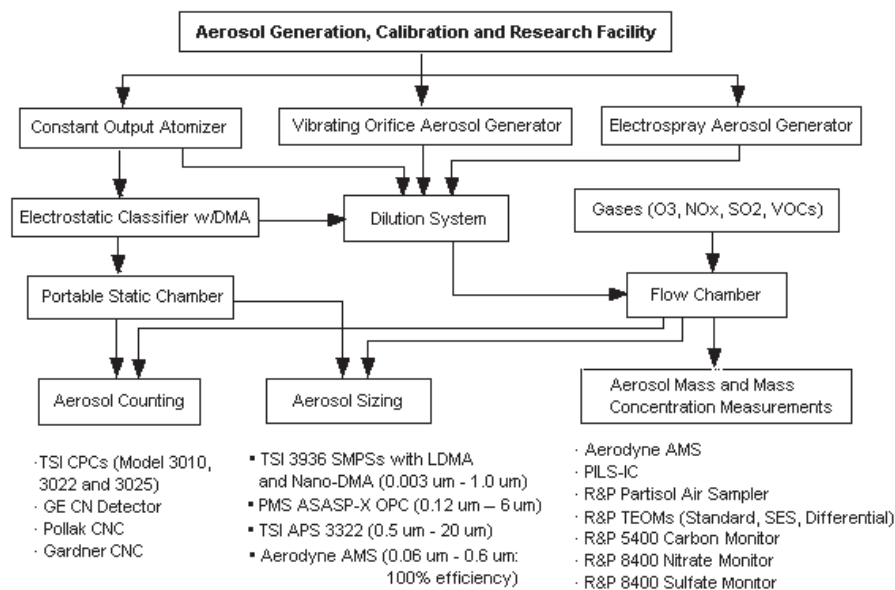 Aerosol Generation, Calibration and Research Facility
Constant Output Atomizer
Vibrating Orifice Aerosol Generator
Electrospray Aerosol Generator
Electrostatic Classifier w/DMA
Dilution System
Gases (O3, NOx, SO2, VOCs)
Portable Static Chamber
Flow Chamber
Aerosol Counting
Aerosol Sizing
Aerosol Mass and Mass
Concentration Measurements
·TSI CPCs (Model 3010,
3022 and 3025)
· GE CN Detector
· Pollak CNC
· Gardner CNC
▪ TSI 3936 SMPSs with LDMA
and Nano-DMA (0.003 um - 1.0 um)
▪ PMS ASASP-X OPC (0.12 um – 6 um)
▪ TSI APS 3322 (0.5 um - 20 um)
▪ Aerodyne AMS (0.06 um - 0.6 um:
100% efficiency)
· Aerodyne AMS
· PILS-IC
· R&P Partisol Air Sampler
· R&P TEOMs (Standard, SES, Differential)
· R&P 5400 Carbon Monitor
· R&P 8400 Nitrate Monitor
· R&P 8400 Sulfate Monitor